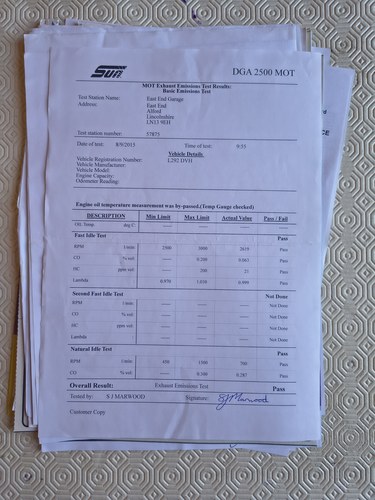 Sun
DGA 2500 MOT
MOT Exhaust Emissions Test Results:
Basic Emissions Test
Test Station Name: East End Garage
Address: East End
Alford
Lincolnshire
LN13 9EH
Test station number: 57873
Date of test: 8/9/2013 Time of test: 9:53
Vehicle Details
Vehicle Registration Number: L292 DVH
Vehicle Manufacturer: -----
Vehicle Model: -----
Engine Capacity: -----
Odometer Reading: -----
Engine oil temperature measurement was by-passed.(Temp Gauge checked)
DESCRIPTION Min Limit Max Limit Actual Value Pass / Fail
OIL Temp. deg C ----- ----- ----- -----
Fast Idle Test Pass
RPM 1/min 2500 3000 2619 Pass
CO % vol ----- 0.200 0.063 Pass
HC ppm vol ----- 200 21 Pass
Lambda 0.970 1.030 0.999 Pass
Second Fast Idle Test Not Done
RPM 1/min ----- ----- ----- Not Done
CO % vol ----- ----- ----- Not Done
HC ppm vol ----- ----- ----- Not Done
Lambda ----- ----- ----- Not Done
Natural Idle Test Pass
RPM 1/min 450 1500 700 Pass
CO % vol ----- 0.287 Pass
Overall Result: Exhaust Emissions Test Pass
Tested by: S J MARWOOD Signature: SJMarwood
Customer Copy